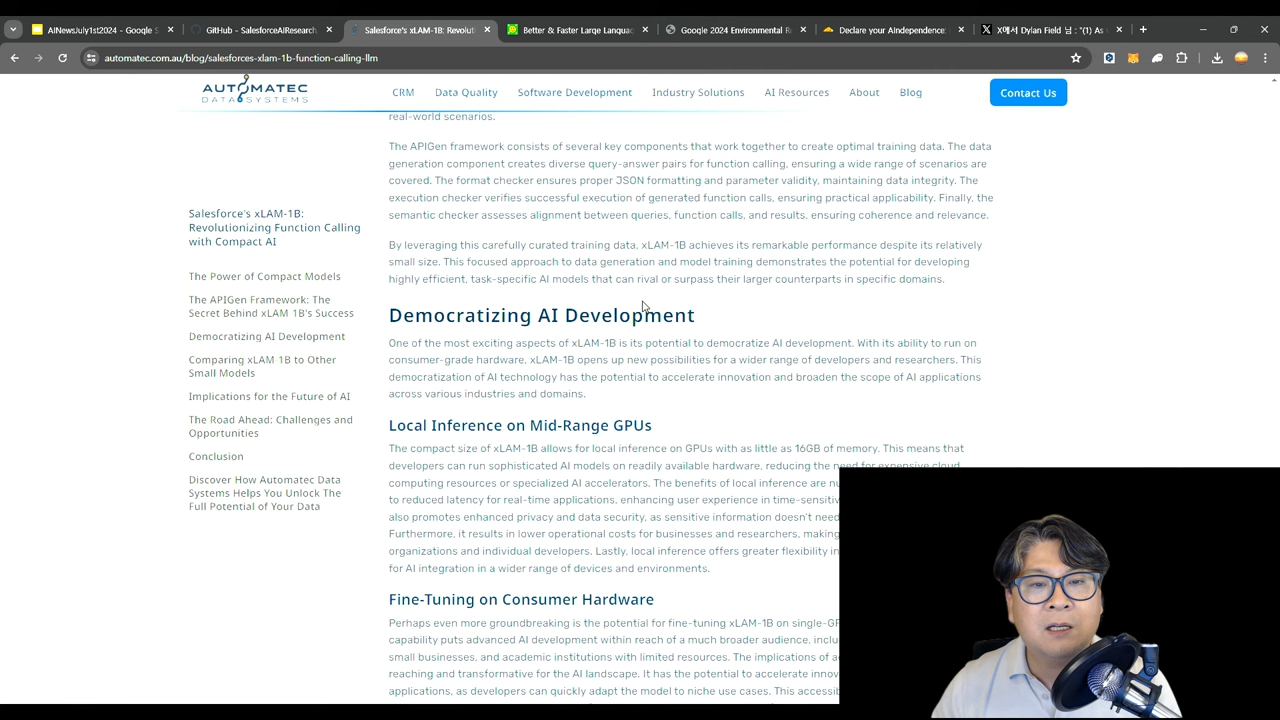 AINewsJuly1st2024 - Google S
GitHub - SalesforceAIResearch
Salesforce's xLAM-1B: Revoluti
Better & Faster Large Languag
Google 2024 Environmental R
Declare your AIndependence:
X에서 Dylan Field 님 : "(1) As
automatec.com.au/blog/salesforces-xlam-1b-function-calling-llm
AUTOMATEC
DATA SYSTEMS
CRM
Data Quality
Software Development
Industry Solutions
AI Resources
About
Blog
Contact Us
real-world scenarios.
The APIGen framework consists of several key components that work together to create optimal training data. The data
generation component creates diverse query-answer pairs for function calling, ensuring a wide range of scenarios are
covered. The format checker ensures proper JSON formatting and parameter validity, maintaining data integrity. The
execution checker verifies successful execution of generated function calls, ensuring practical applicability. Finally, the
semantic checker assesses alignment between queries, function calls, and results, ensuring coherence and relevance.
By leveraging this carefully curated training data, xLAM-1B achieves its remarkable performance despite its relatively
small size. This focused approach to data generation and model training demonstrates the potential for developing
highly efficient, task-specific AI models that can rival or surpass their larger counterparts in specific domains.
Democratizing AI Development
One of the most exciting aspects of xLAM-1B is its potential to democratize AI development. With its ability to run on
consumer-grade hardware, xLAM-1B opens up new possibilities for a wider range of developers and researchers. This
democratization of AI technology has the potential to accelerate innovation and broaden the scope of AI applications
across various industries and domains.
Local Inference on Mid-Range GPUs
The compact size of xLAM-1B allows for local inference on GPUs with as little as 16GB of memory. This means that
developers can run sophisticated AI models on readily available hardware, reducing the need for expensive cloud
computing resources or specialized AI accelerators. The benefits of local inference are nu
to reduced latency for real-time applications, enhancing user experience in time-sensitiv
also promotes enhanced privacy and data security, as sensitive information doesn't need
Furthermore, it results in lower operational costs for businesses and researchers, making
organizations and individual developers. Lastly, local inference offers greater flexibility in
for AI integration in a wider range of devices and environments.
Fine-Tuning on Consumer Hardware
Perhaps even more groundbreaking is the potential for fine-tuning xLAM-1B on single-GP
capability puts advanced AI development within reach of a much broader audience, inclu
small businesses, and academic institutions with limited resources. The implications of a
reaching and transformative for the AI landscape. It has the potential to accelerate innov
applications, as developers can quickly adapt the model to niche use cases. This accessib
Salesforce's xLAM-1B:
Revolutionizing Function Calling
with Compact AI
The Power of Compact Models
The APIGen Framework: The
Secret Behind xLAM 1B's Success
Democratizing AI Development
Comparing xLAM 1B to Other
Small Models
Implications for the Future of AI
The Road Ahead: Challenges and
Opportunities
Conclusion
Discover How Automatec Data
Systems Helps You Unlock The
Full Potential of Your Data